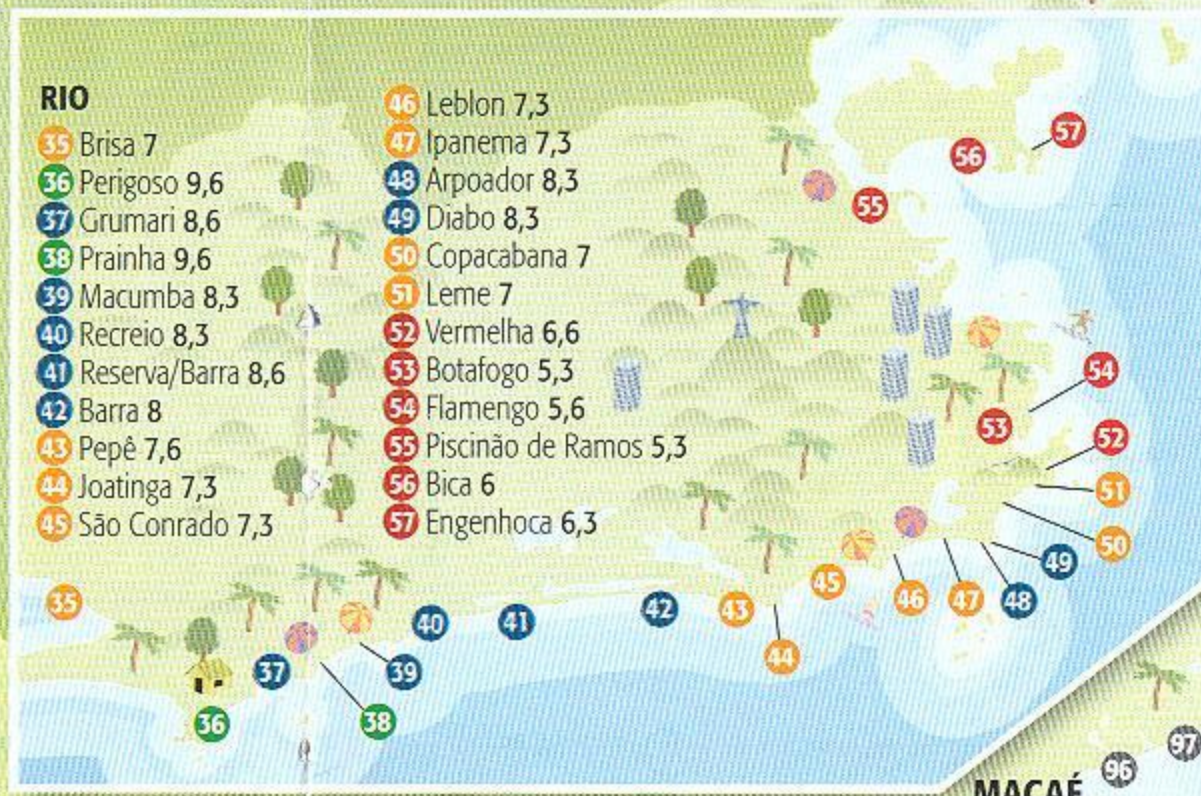 RIO
35 Brisa 7
36 Perigoso 9,6
37 Grumari 8,6
38 Prainha 9,6
39 Macumba 8,3
40 Recreio 8,3
41 Reserva/Barra 8,6
42 Barra 8
43 Pepê 7,6
44 Joatinga 7,3
45 São Conrado 7,3
46 Leblon 7,3
47 Ipanema 7,3
48 Arpoador 8,3
49 Diabo 8,3
50 Copacabana 7
51 Leme 7
52 Vermelha 6,6
53 Botafogo 5,3
54 Flamengo 5,6
55 Piscinão de Ramos 5,3
56 Bica 6
57 Engenhoca 6,3
57
56
55
54
53
52
51
50
49
35
36
37
38
39
40
41
42
43
44
45
46
47
48
MACAÉ
96
97